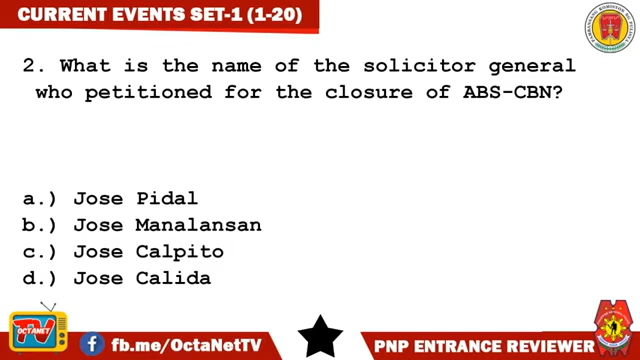 CURRENT EVENTS SET-1 (1-20)
2. What is the name of the solicitor general
who petitioned for the closure of ABS-CBN?
a.) Jose Pidal
b.) Jose Manalansan
c.) Jose Calpito
d.) Jose Calida
TV
OCTANET
f fb.me/OctaNetTV
PNP ENTRANCE REVIEWER